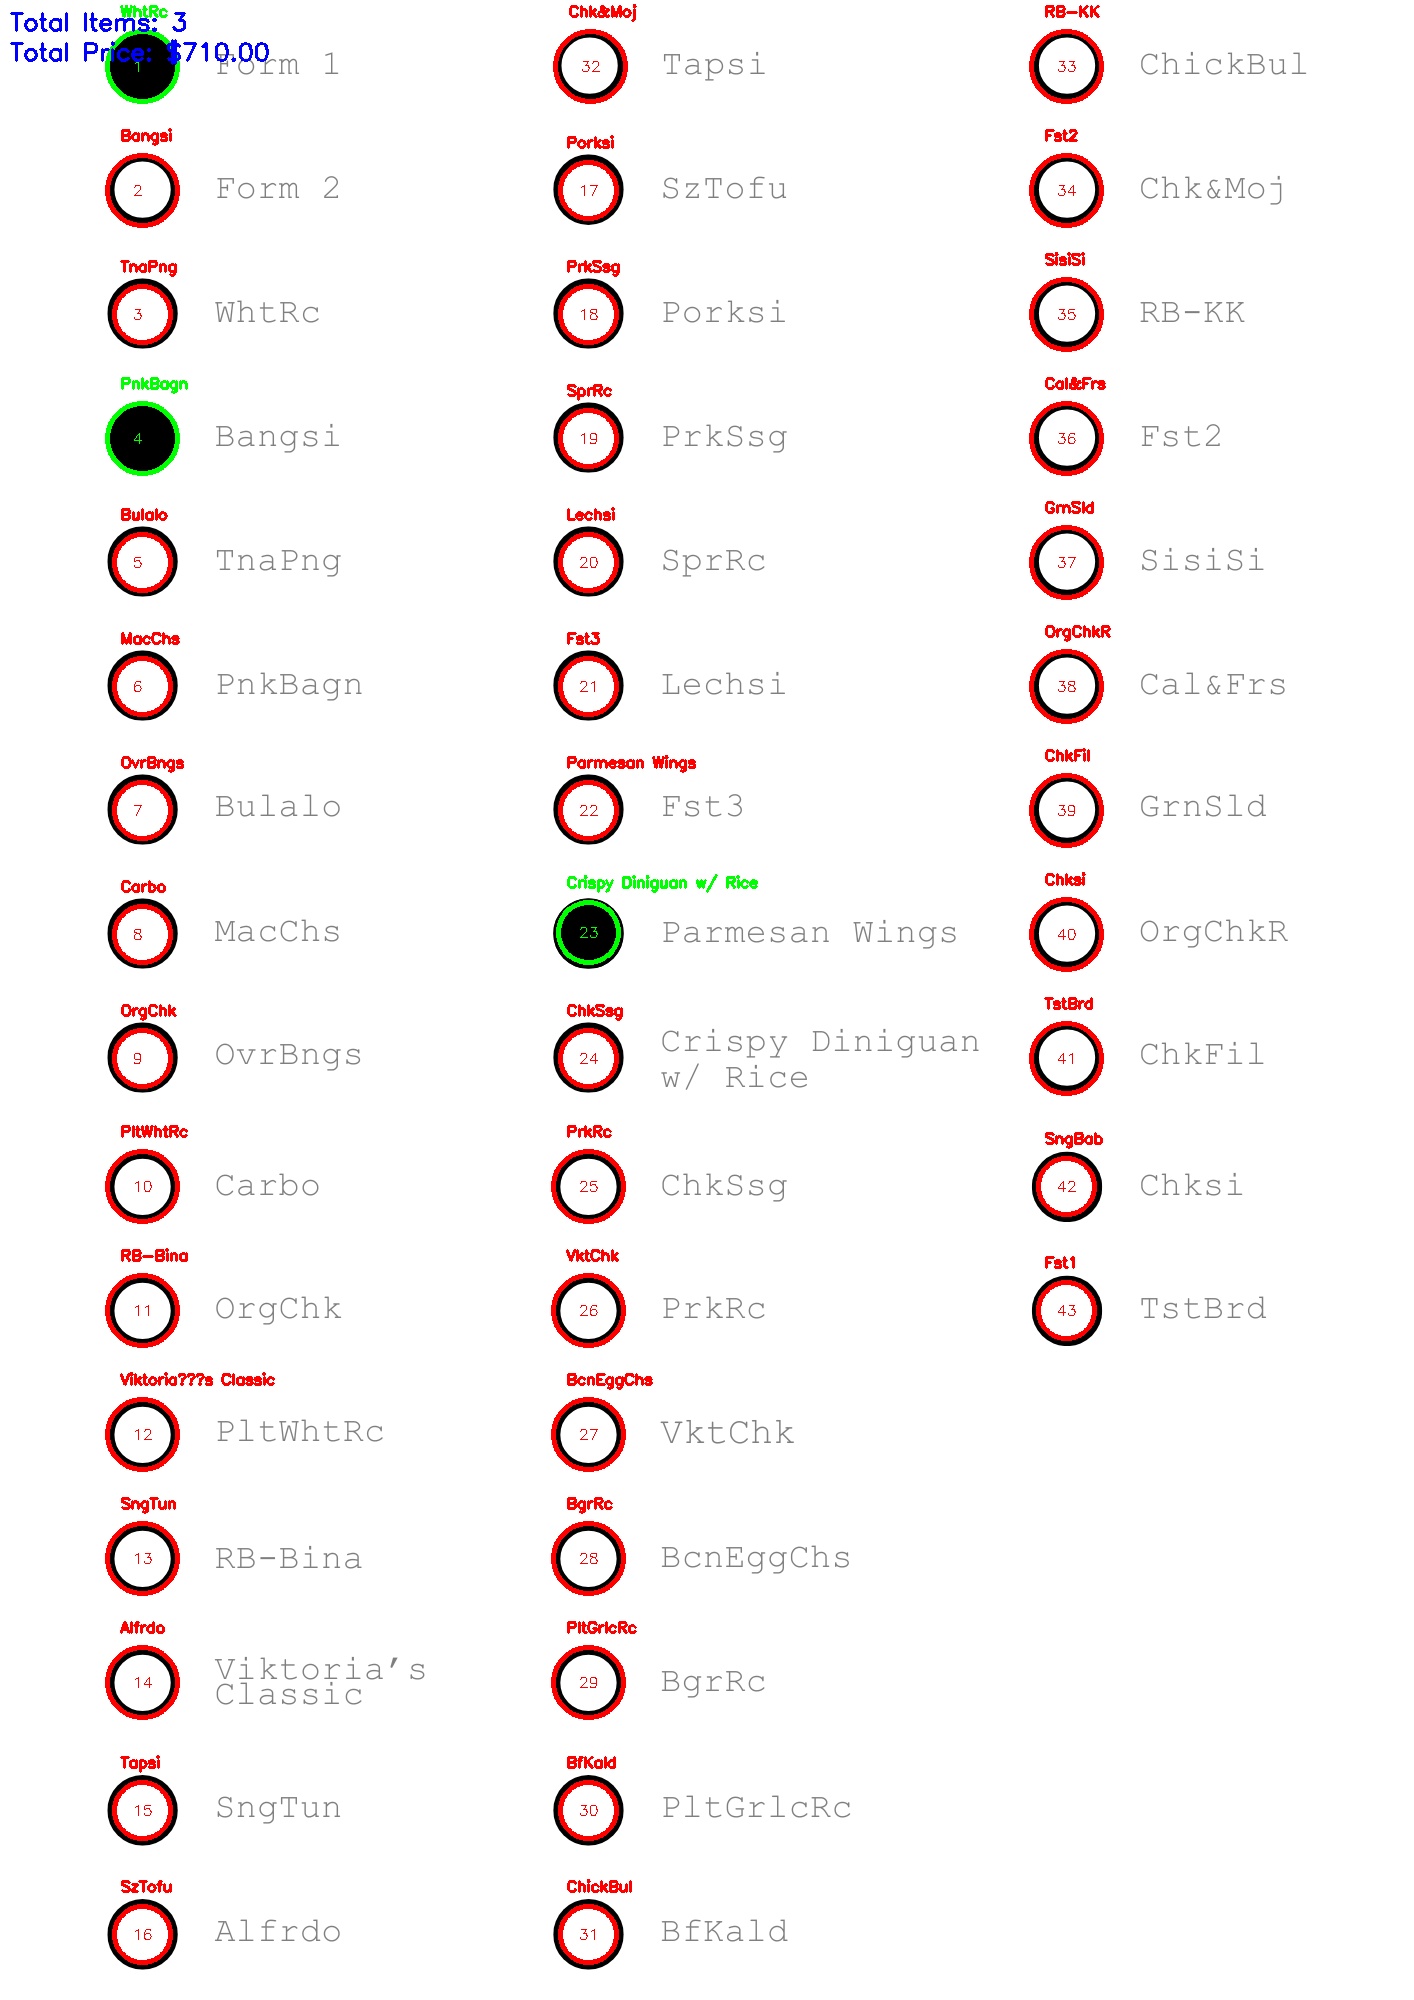 WhtRc
Total Items: 3
Total Price: $710.00
1
Form 1
Bangsi
2
Form 2
TnaPng
3
WhtRc
PnkBagn
4
Bangsi
Bulalo
5
TnaPng
MacChs
6
PnkBagn
OvrBngs
7
Bulalo
Carbo
8
MacChs
OrgChk
9
OvrBngs
PltWhtRc
10
Carbo
RB-Bina
11
OrgChk
Viktoria???s Classic
12
PltWhtRc
SngTun
13
RB-Bina
Alfrdo
14
Viktoria's
Classic
Tapsi
15
SngTun
SzTofu
16
Alfrdo
Chk&Moj
32
Tapsi
Porksi
17
SzTofu
PrkSsg
18
Porksi
SprRc
19
PrkSsg
Lechsi
20
SprRc
Fst3
21
Lechsi
Parmesan Wings
22
Fst3
Crispy Diniguan w/ Rice
23
Parmesan Wings
ChkSsg
24
Crispy Diniguan
w/ Rice
PrkRc
25
ChkSsg
VktChk
26
PrkRc
BcnEggChs
27
VktChk
BgrRc
28
BcnEggChs
PltGrlcRc
29
BgrRc
BfKald
30
PltGrlcRc
ChickBul
31
BfKald
RB-KK
33
ChickBul
Fst2
34
Chk&Moj
SisiSi
35
RB-KK
Cal&Frs
36
Fst2
GrnSld
37
SisiSi
OrgChkR
38
Cal&Frs
ChkFil
39
GrnSld
Chksi
40
OrgChkR
TstBrd
41
ChkFil
SngBab
42
Chksi
Fst1
43
TstBrd